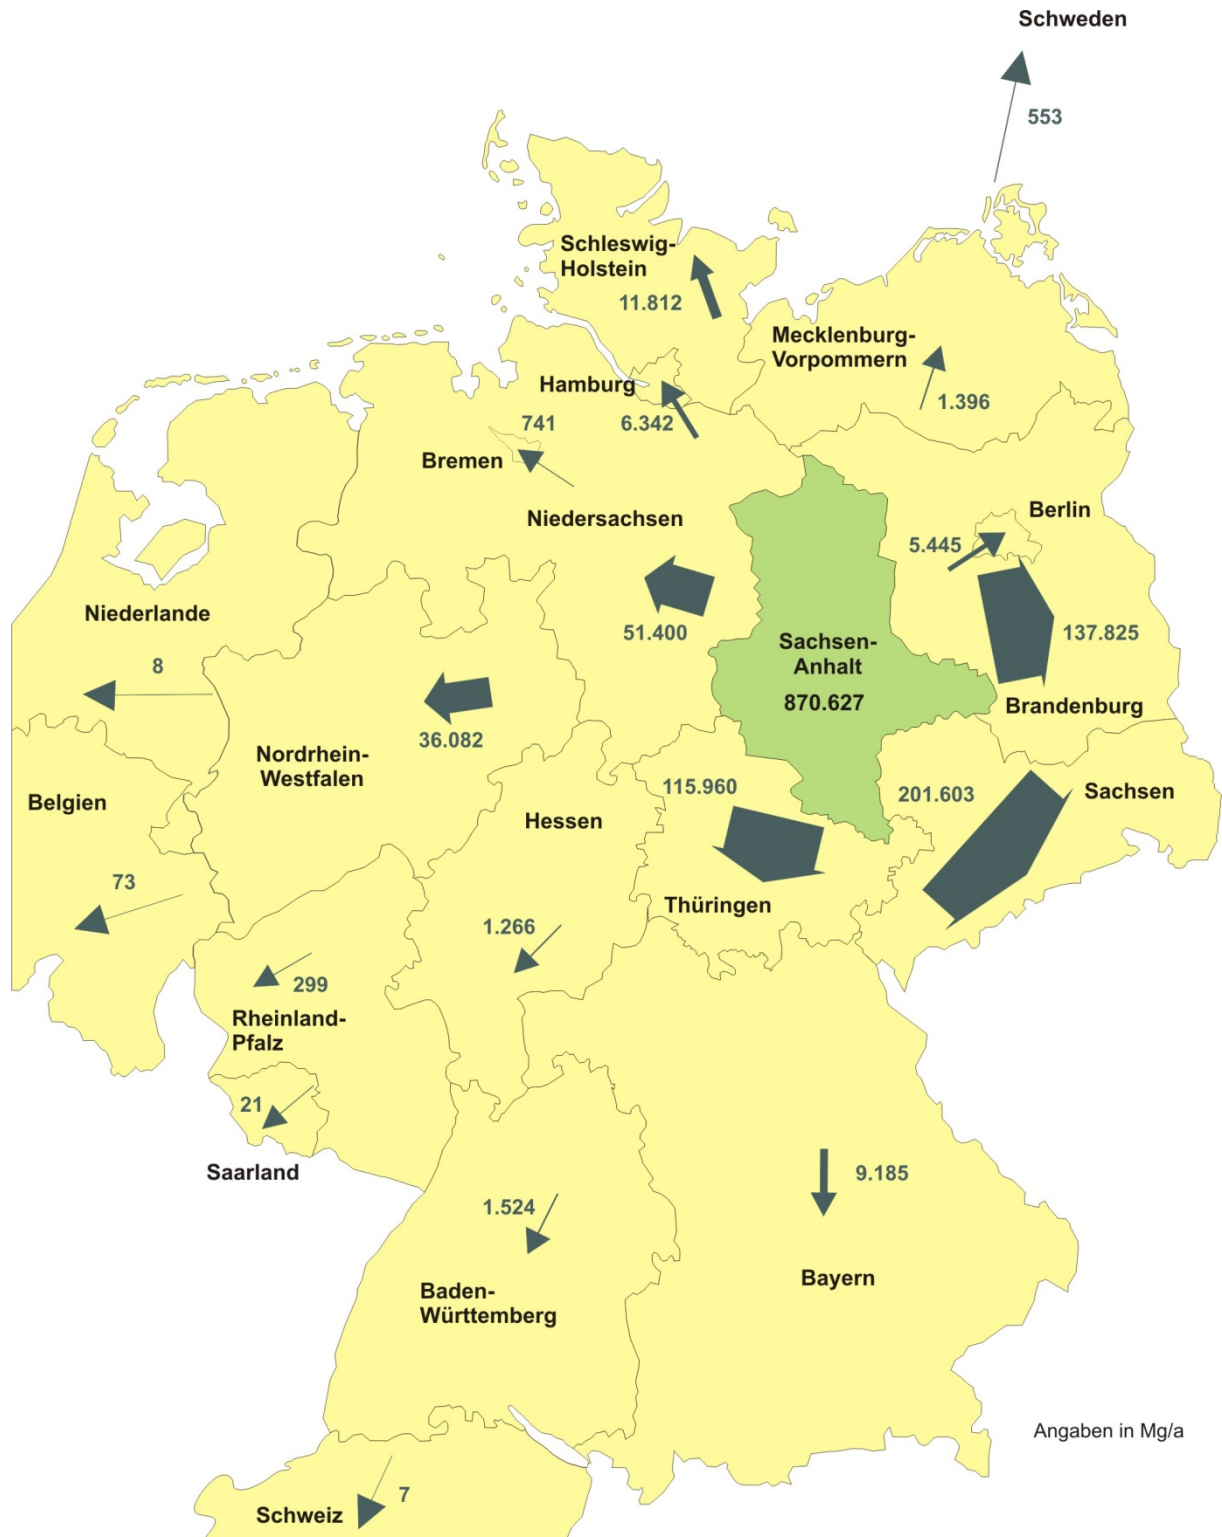 Schweden
553
Schleswig-
Holstein
11.812
Mecklenburg-
Vorpommern
1.396
Hamburg
6.342
741
Bremen
Niedersachsen
51.400
Berlin
5.445
137.825
Brandenburg
Niederlande
8
Sachsen-
Anhalt
870.627
36.082
Nordrhein-
Westfalen
Belgien
73
Hessen
1.266
115.960
Thüringen
201.603
Sachsen
299
Rheinland-
Pfalz
21
Saarland
1.524
Baden-
Württemberg
9.185
Bayern
Angaben in Mg/a
7
Schweiz